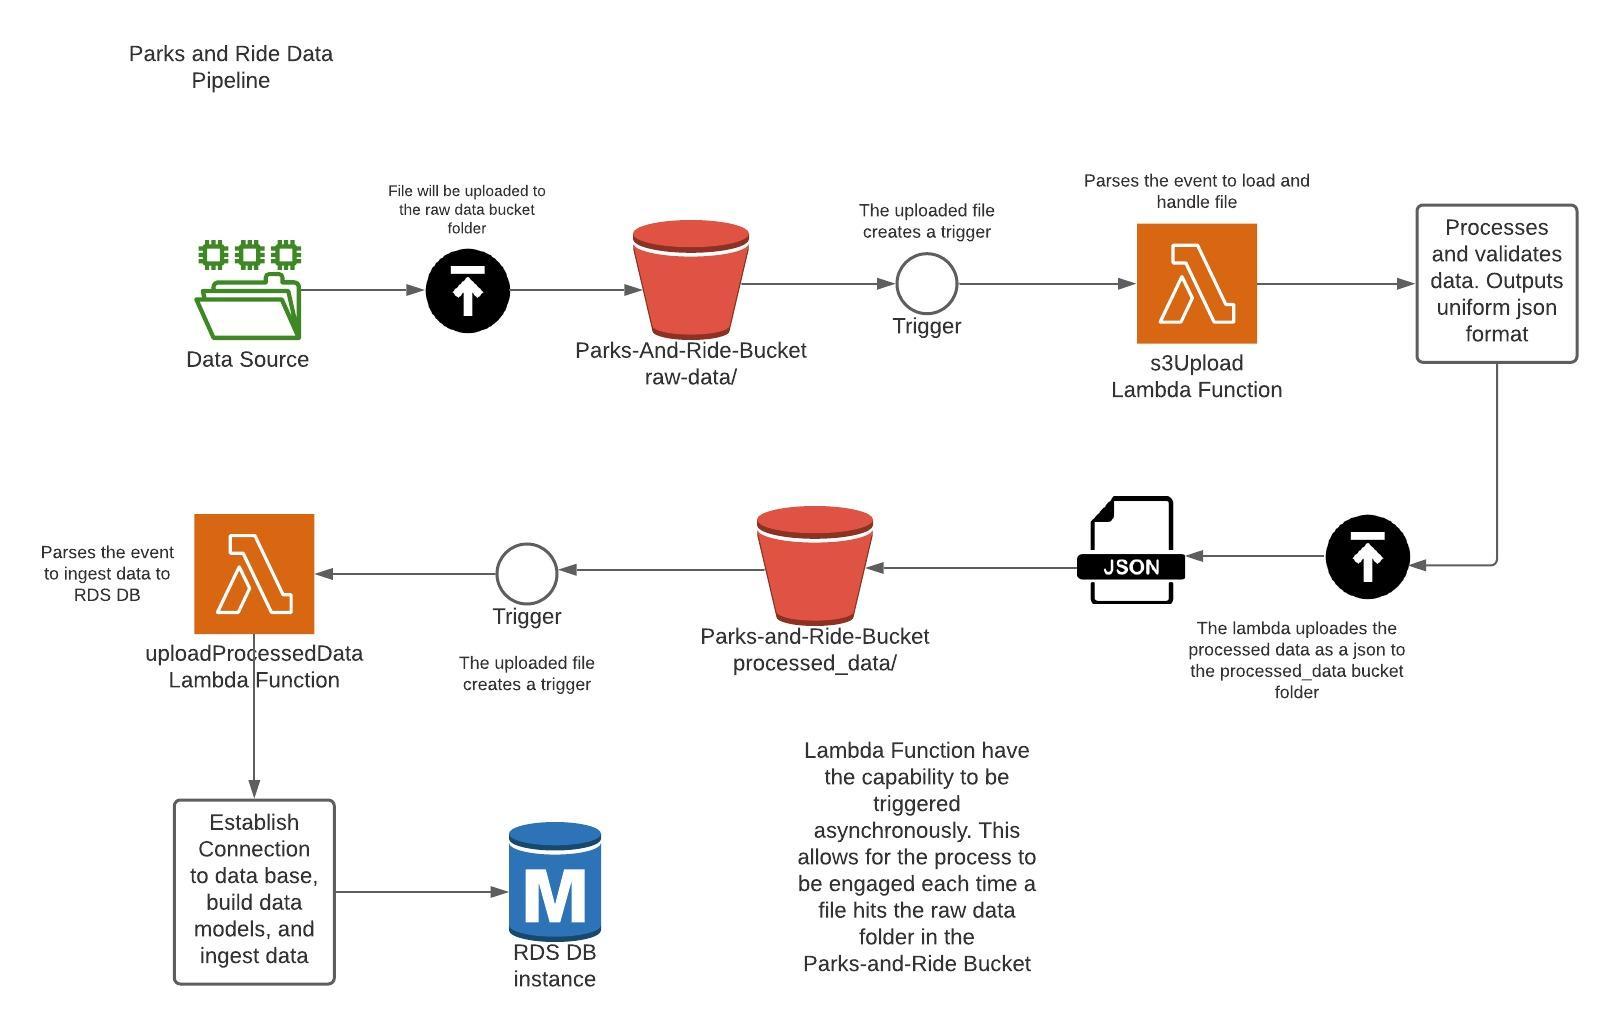 Parks and Ride Data
Pipeline
File will be uploaded to
the raw data bucket
folder
Data Source
Parks-And-Ride-Bucket
raw-data/
The uploaded file
creates a trigger
Trigger
Parses the event to load and
handle file
s3Upload
Lambda Function
Processes
and validates
data. Outputs
uniform json
format
The lambda uploades the
processed data as a json to
the processed_data bucket
folder
JSON
Parks-and-Ride-Bucket
processed_data/
Trigger
The uploaded file
creates a trigger
Parses the event
to ingest data to
RDS DB
uploadProcessedData
Lambda Function
Establish
Connection
to data base,
build data
models, and
ingest data
M
RDS DB
instance
Lambda Function have
the capability to be
triggered
asynchronously. This
allows for the process to
be engaged each time a
file hits the raw data
folder in the
Parks-and-Ride Bucket